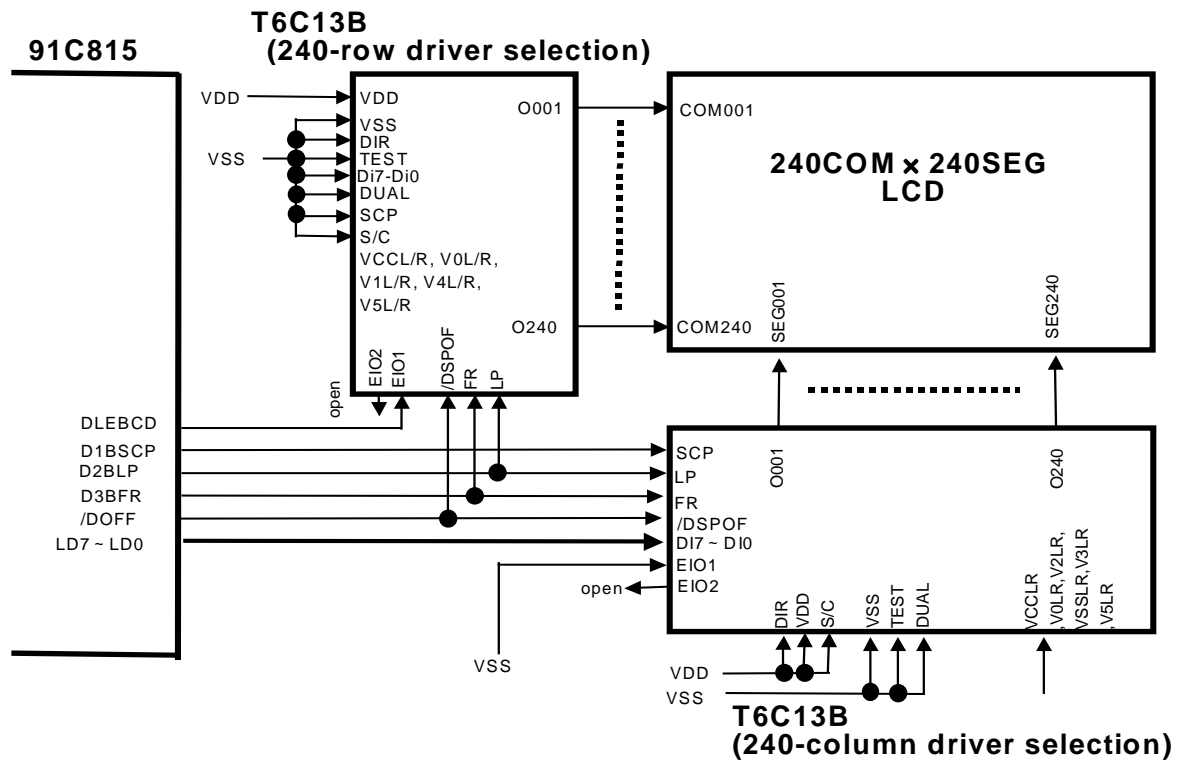 91C815
T6C13B
(240-row driver selection)
VDD
VSS
VDD
VSS
DIR
TEST
Di7-Di0
DUAL
SCP
S/C
VCCL/R, V0L/R,
V1L/R, V4L/R,
V5L/R
O001
O240
open
EIO2
EIO1
/DSPOF
FR
LP
COM001
240COM × 240SEG
LCD
COM240
SEG001
SEG240
DLEBCD
D1BSCP
D2BLP
D3BFR
/DOFF
LD7 ~ LD0
SCP
LP
FR
/DSPOF
DI7 ~ DI0
EIO1
EIO2
open
O001
O240
DIR
VDD
S/C
VSS
TEST
DUAL
VCCLR
,V0LR,V2LR,
VSSLR,V3LR
,V5LR
VSS
VDD
VSS
T6C13B
(240-column driver selection)